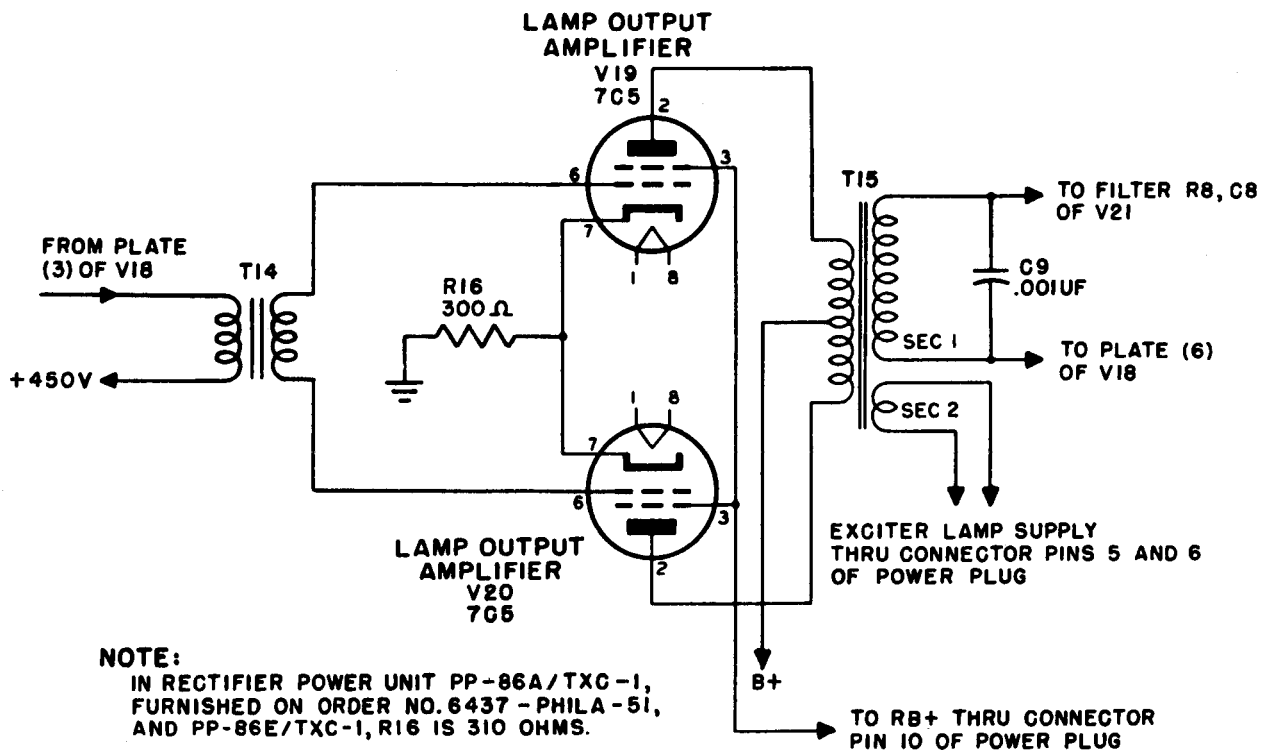 LAMP OUTPUT
AMPLIFIER
V19
7C5
2
3
6
7
1 8
T15
TO FILTER R8, C8
OF V21
FROM PLATE
(3) OF V18
T14
R16
300 Ω
C9
.001UF
SEC 1
TO PLATE (6)
OF V18
+450V
SEC 2
1 8
7
6
3
2
LAMP OUTPUT
AMPLIFIER
V20
7C5
EXCITER LAMP SUPPLY
THRU CONNECTOR PINS 5 AND 6
OF POWER PLUG
NOTE:
IN RECTIFIER POWER UNIT PP-86A/TXC-1,
FURNISHED ON ORDER NO. 6437-PHILA-51,
AND PP-86E/TXC-1, R16 IS 310 OHMS.
B+
TO RB+ THRU CONNECTOR
PIN 10 OF POWER PLUG